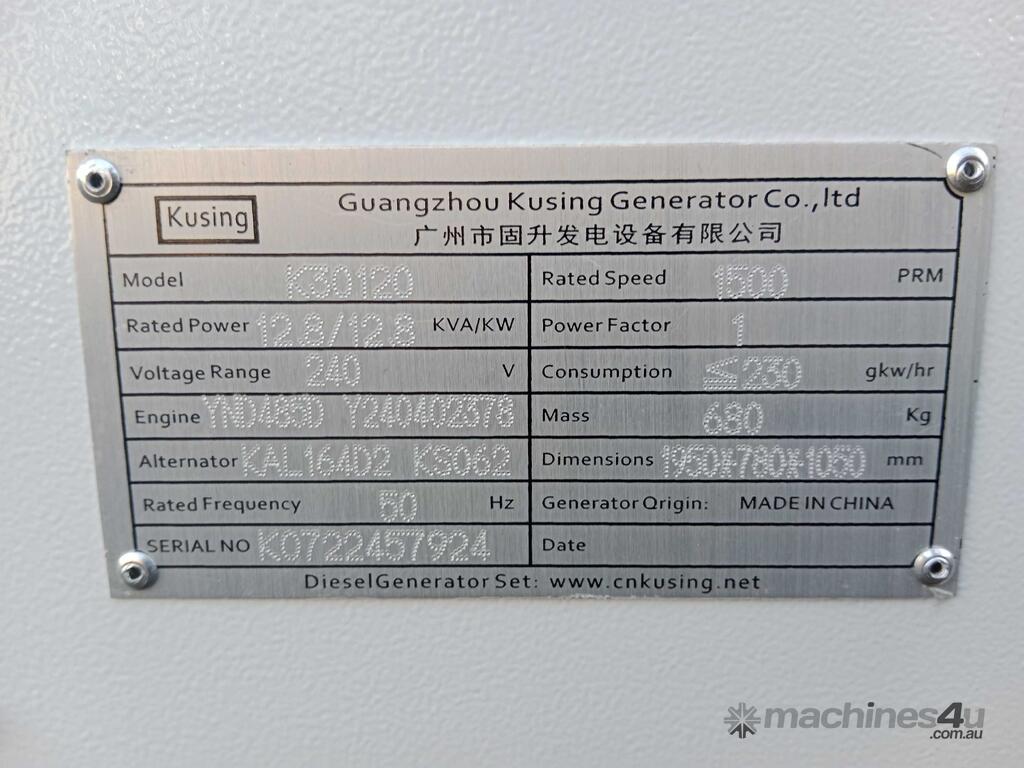 Kusing
Guangzhou Kusing Generator Co.,ltd
广州市固升发电设备有限公司
Model K30120 Rated Speed 1500 PRM
Rated Power 12.8/12.8 KVA/KW Power Factor 1
Voltage Range 240 V Consumption ≤230 gkw/hr
Engine YND485D Y240402378 Mass 680 Kg
Alternator KAL164D2 KS062 Dimensions 1950*780*1050 mm
Rated Frequency 50 Hz Generator Origin: MADE IN CHINA
SERIAL NO K0722457924 Date
DieselGenerator Set: www.cnkusing.net
machines4u
.com.au